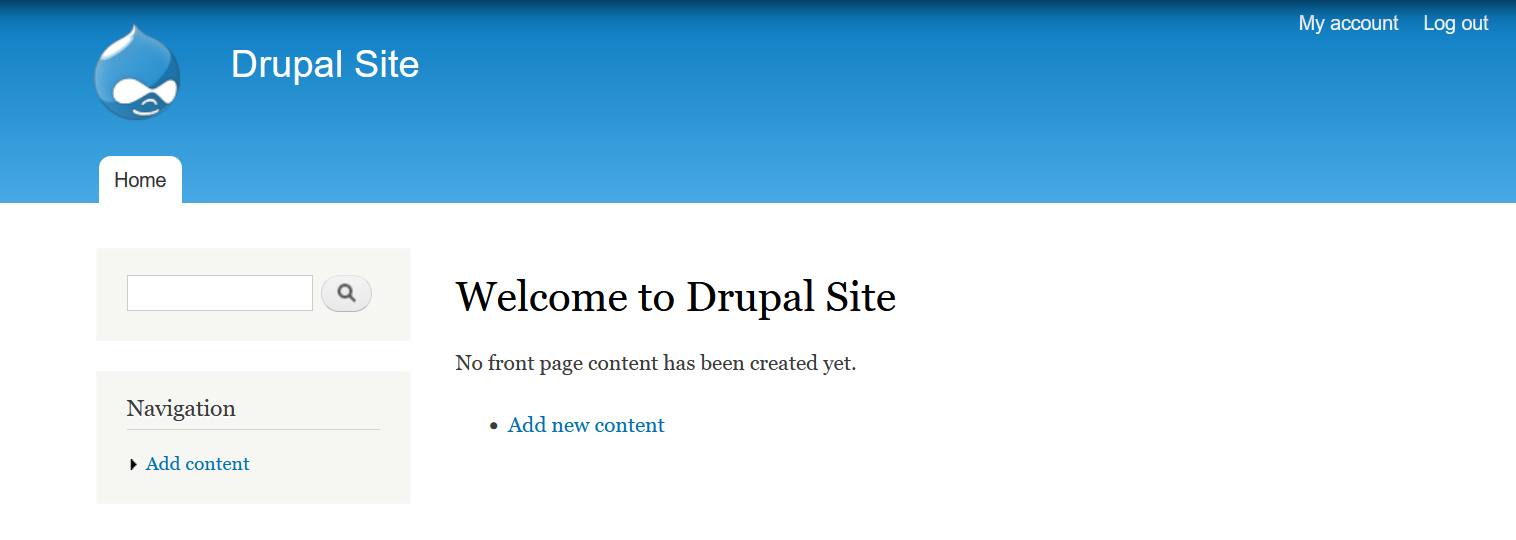 My account
Log out
Drupal Site
Home
Welcome to Drupal Site
No front page content has been created yet.
Add new content
Navigation
Add content